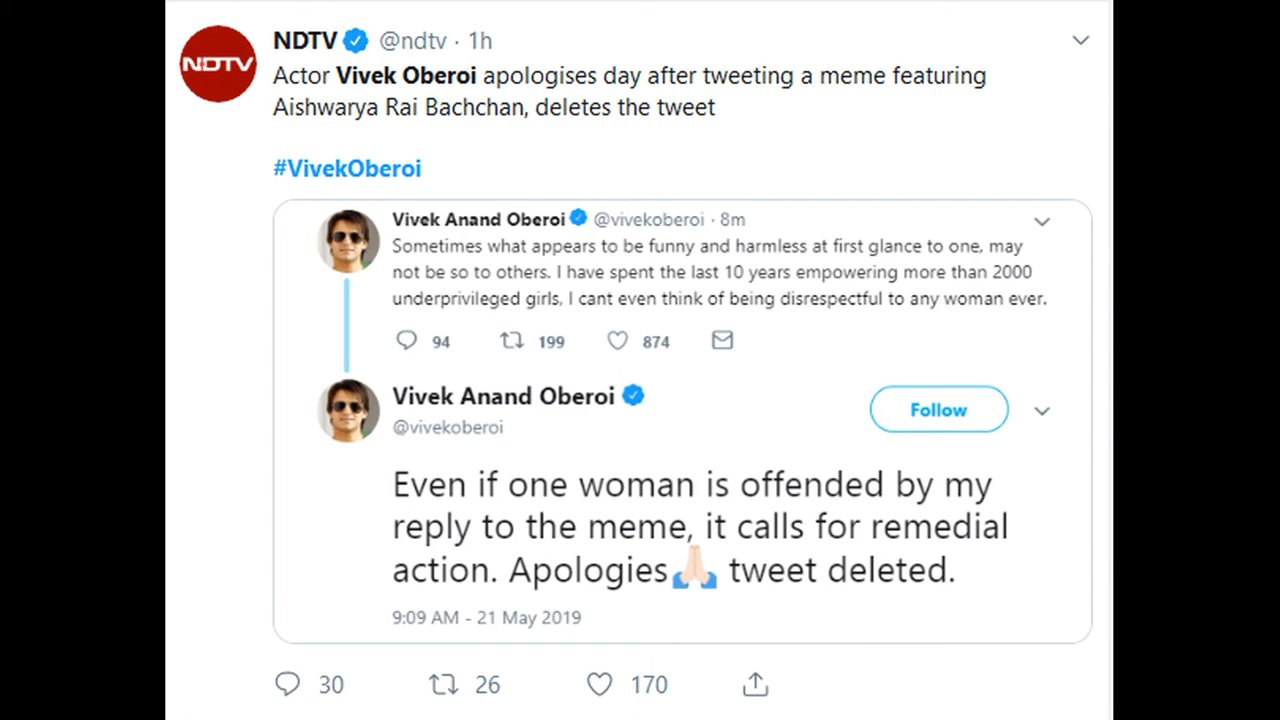 NDTV
NDTV @ndtv · 1h
Actor Vivek Oberoi apologises day after tweeting a meme featuring
Aishwarya Rai Bachchan, deletes the tweet
#VivekOberoi
Vivek Anand Oberoi @vivekoberoi · 8m
Sometimes what appears to be funny and harmless at first glance to one, may
not be so to others. I have spent the last 10 years empowering more than 2000
underprivileged girls, I cant even think of being disrespectful to any woman ever.
94 199 874
Vivek Anand Oberoi
@vivekoberoi
Follow
Even if one woman is offended by my
reply to the meme, it calls for remedial
action. Apologies🙏🏻 tweet deleted.
9:09 AM - 21 May 2019
30 26 170